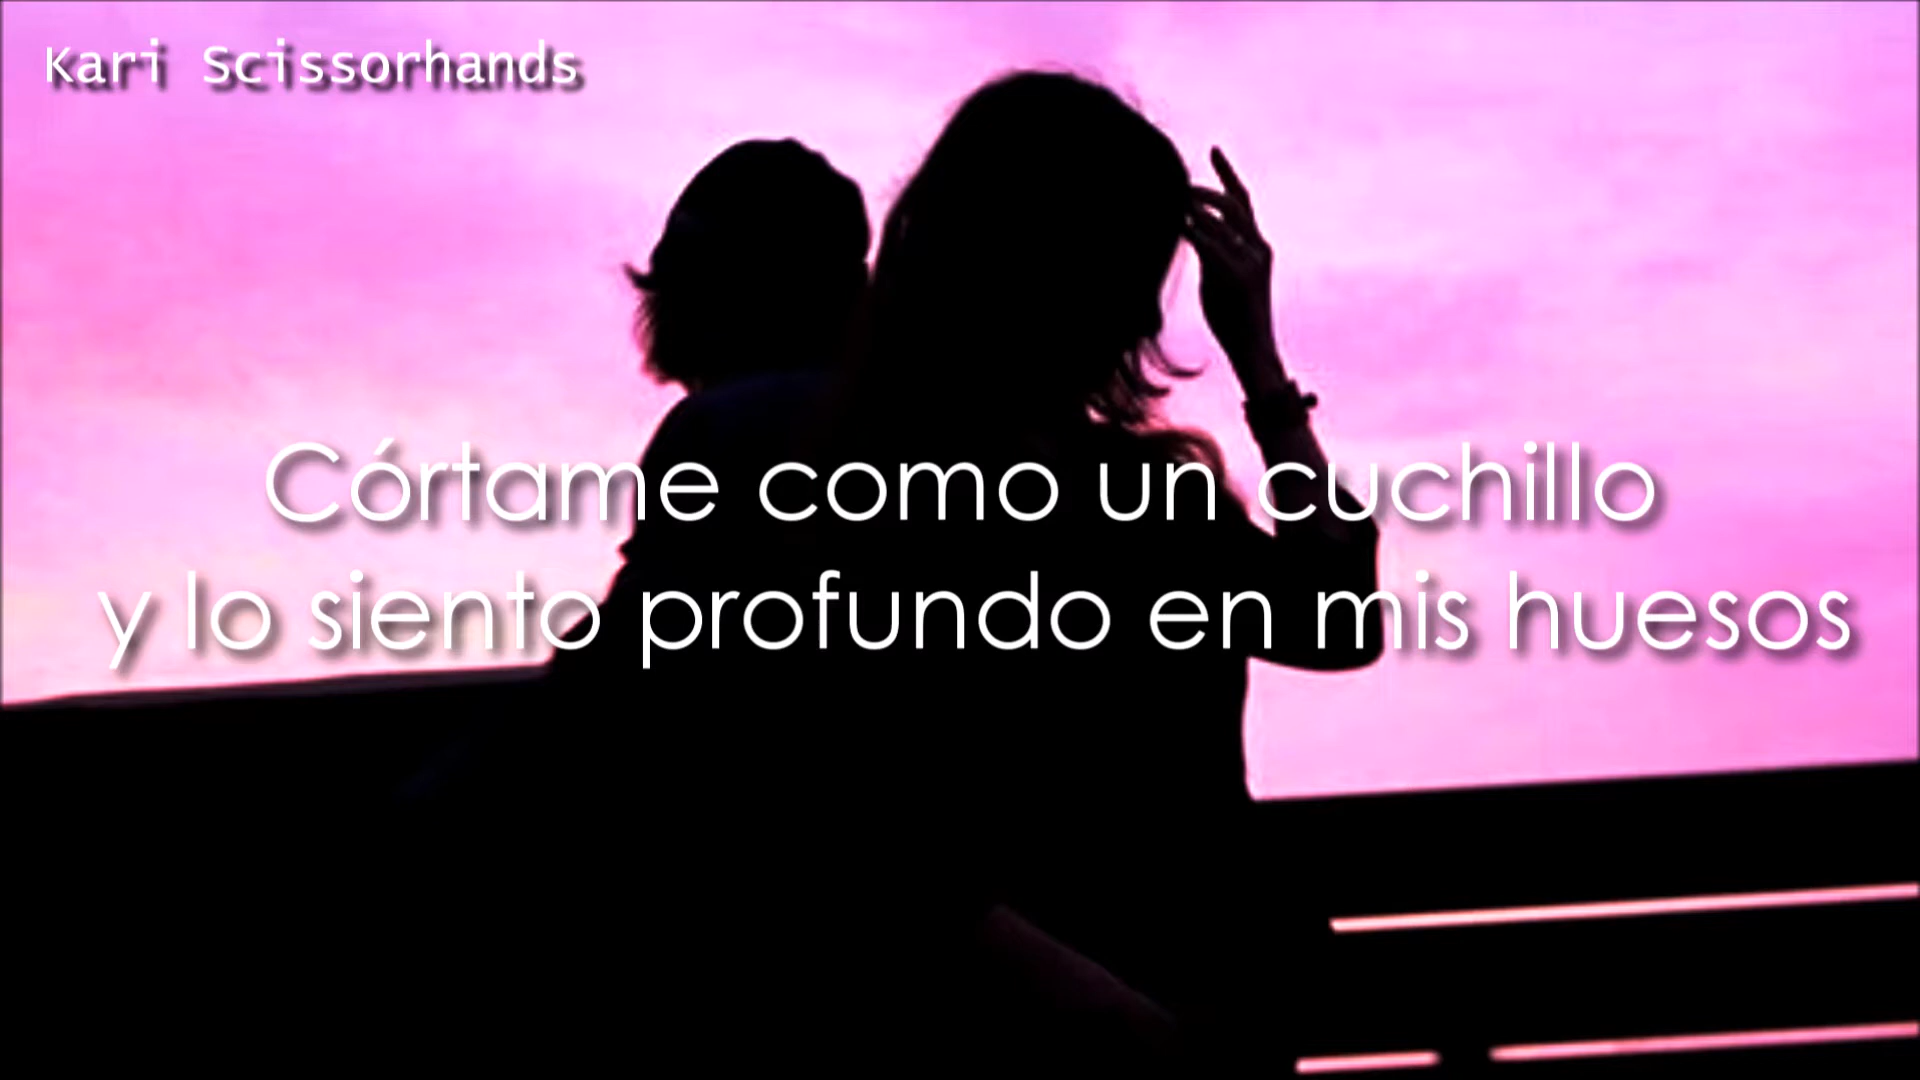 Kari Scissorhands
Córtame como un cuchillo
y lo siento profundo en mis huesos